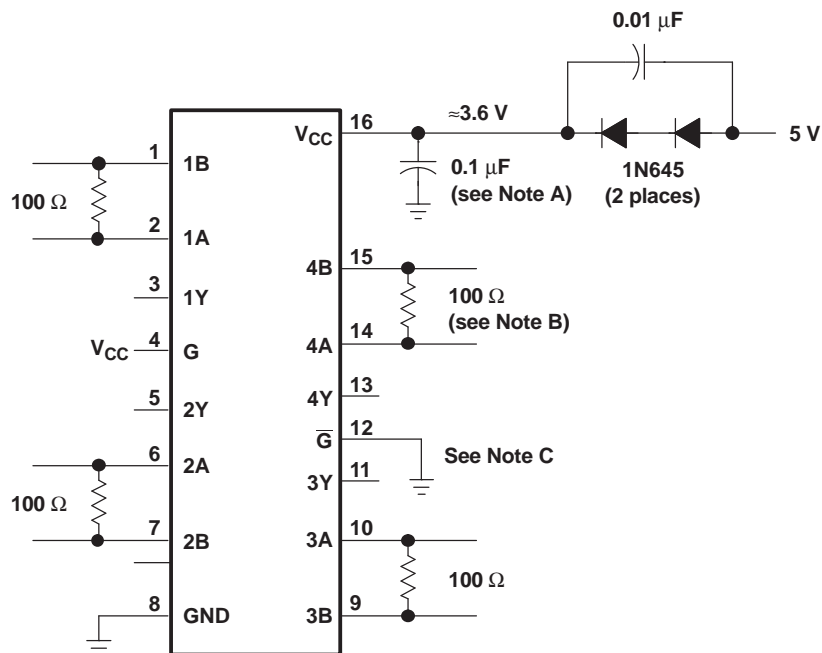 0.01 µF
16
≈3.6 V
VCC
5 V
1
1B
0.1 µF
(see Note A)
1N645
(2 places)
100 Ω
2
1A
15
4B
3
1Y
100 Ω
(see Note B)
14
VCC
4
G
4A
13
4Y
5
2Y
12
G̅
See Note C
6
2A
11
3Y
100 Ω
7
2B
10
3A
100 Ω
8
GND
9
3B